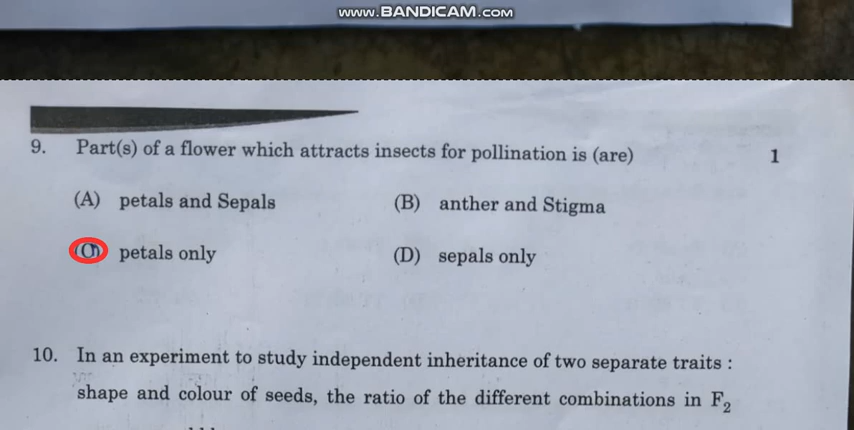 www.BANDICAM.com
9. Part(s) of a flower which attracts insects for pollination is (are) 1
(A) petals and Sepals (B) anther and Stigma
(C) petals only (D) sepals only
10. In an experiment to study independent inheritance of two separate traits :
shape and colour of seeds, the ratio of the different combinations in F₂